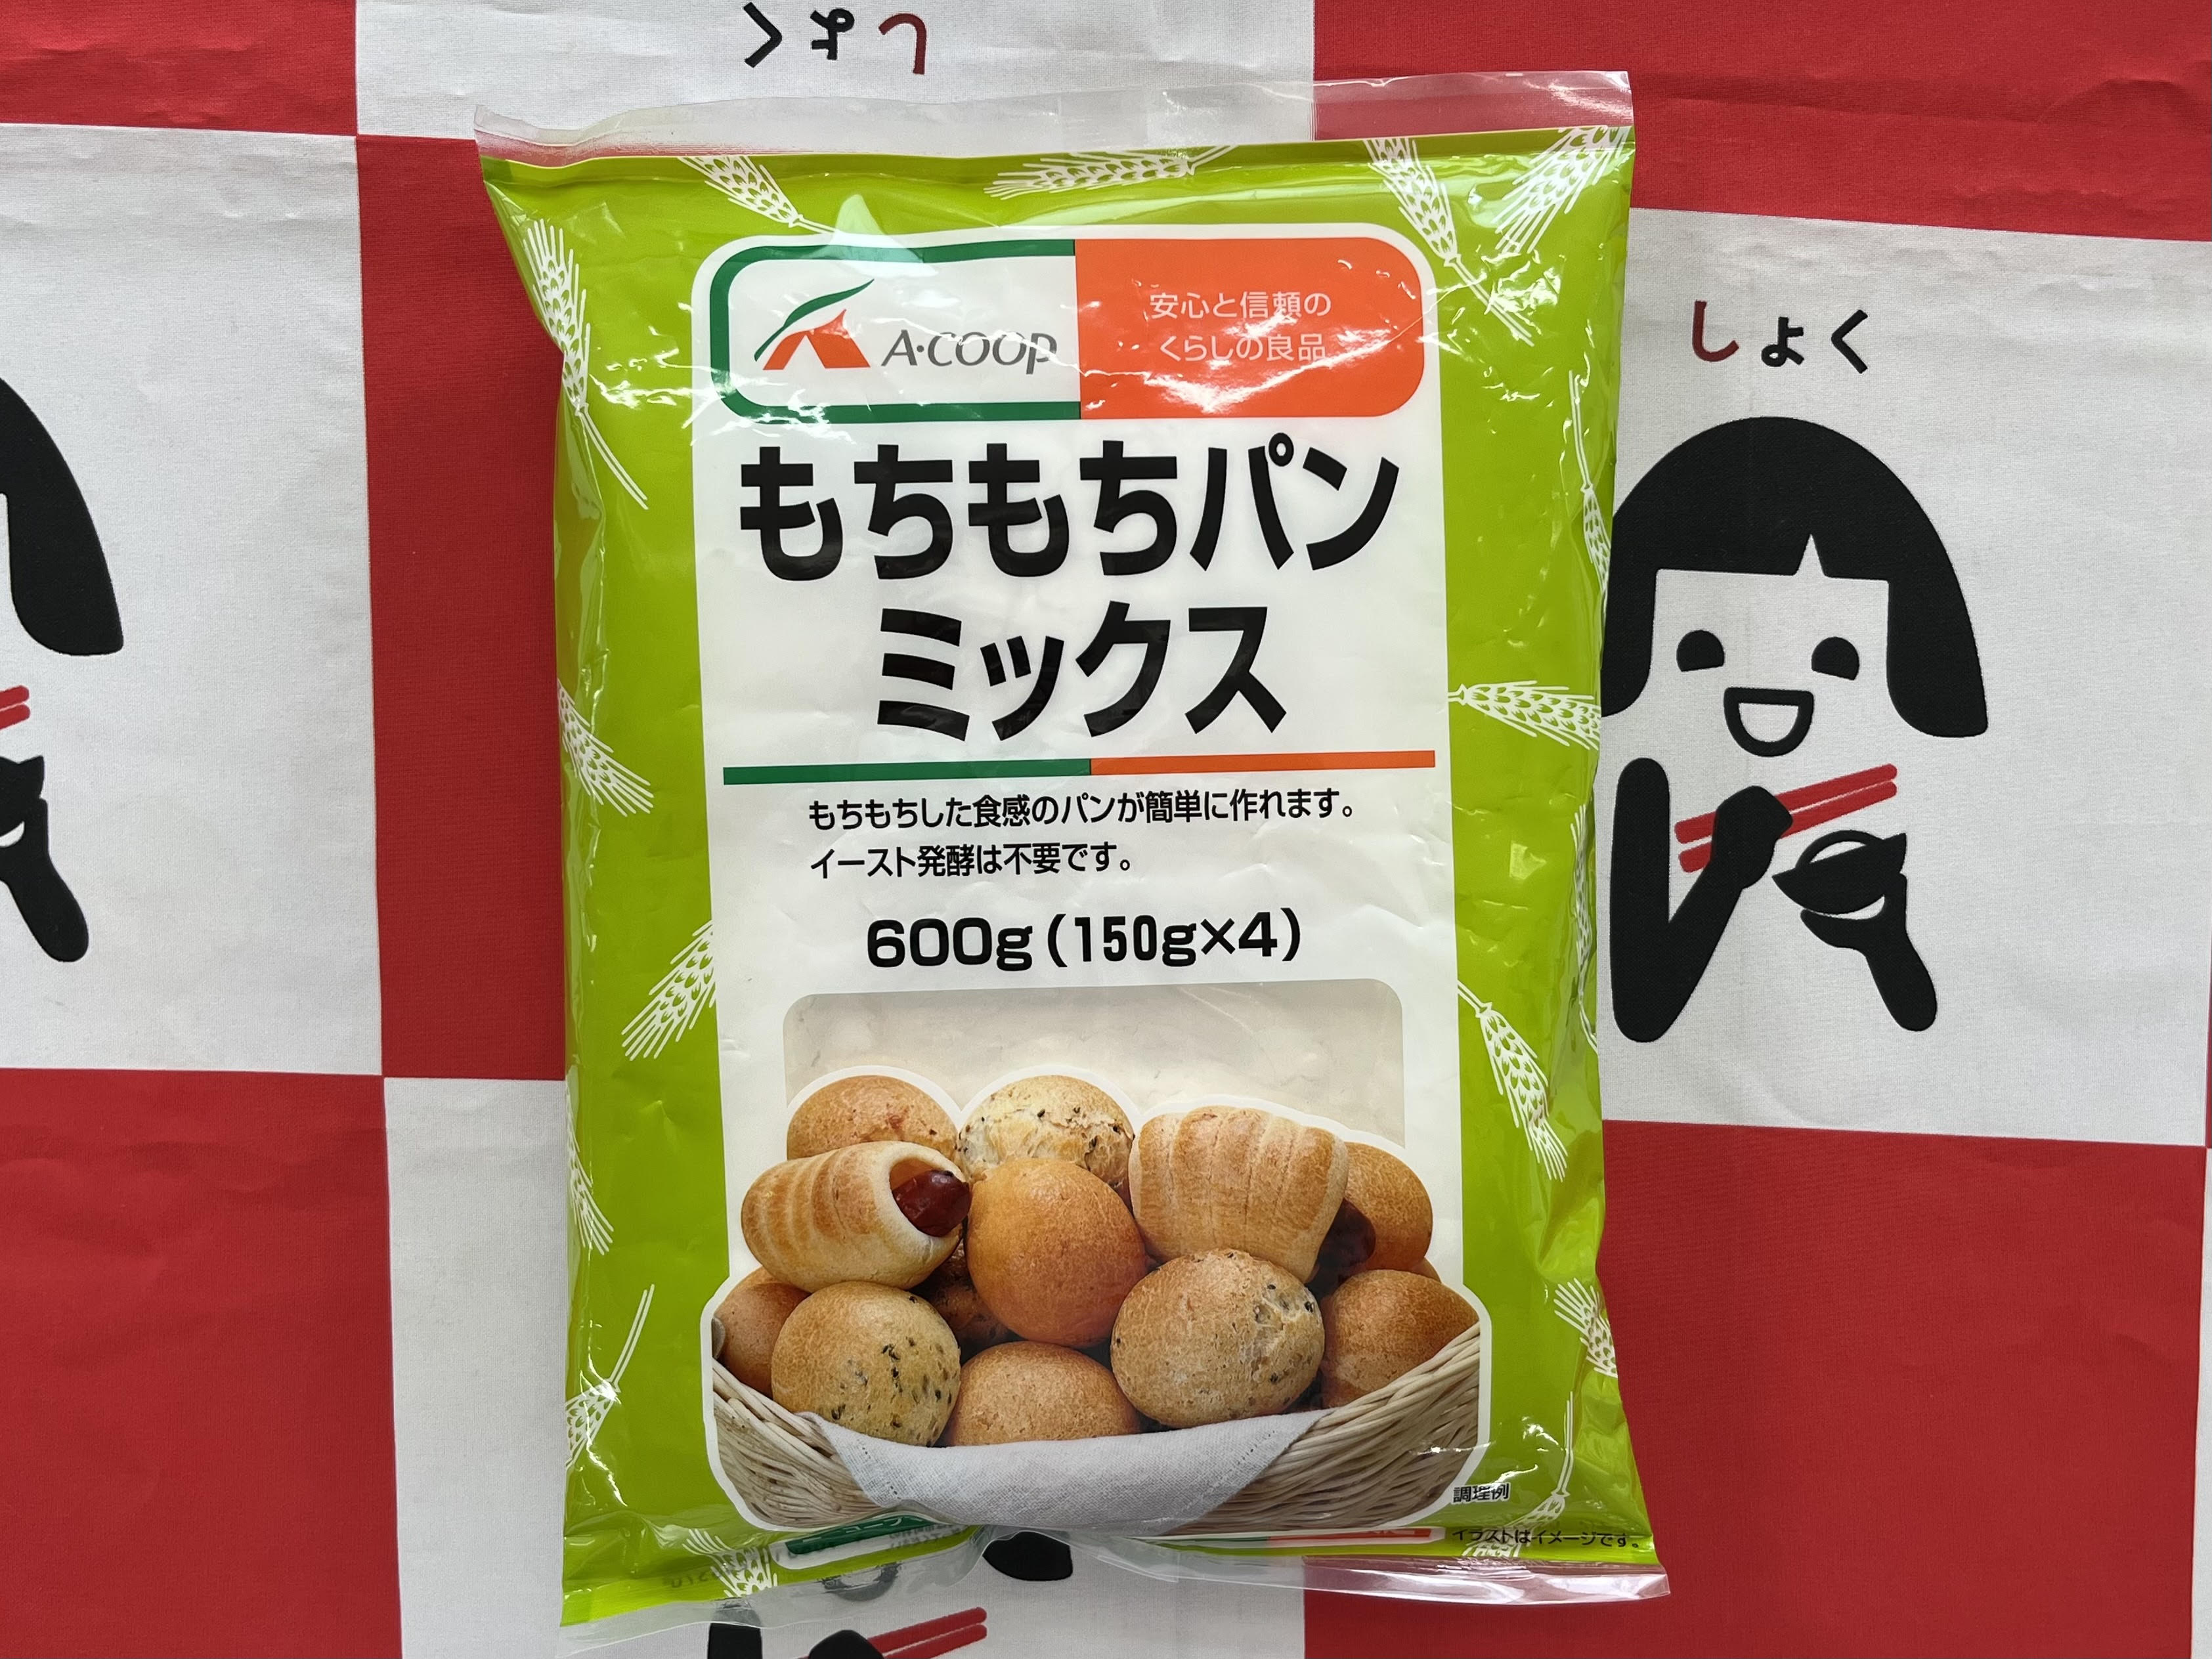 しょく
A·COOP
安心と信頼の
くらしの良品
しょく
もちもちパン
ミックス
もちもちした食感のパンが簡単に作れます。
イースト発酵は不要です。
600g(150g×4)
調理例
イラストはイメージです。